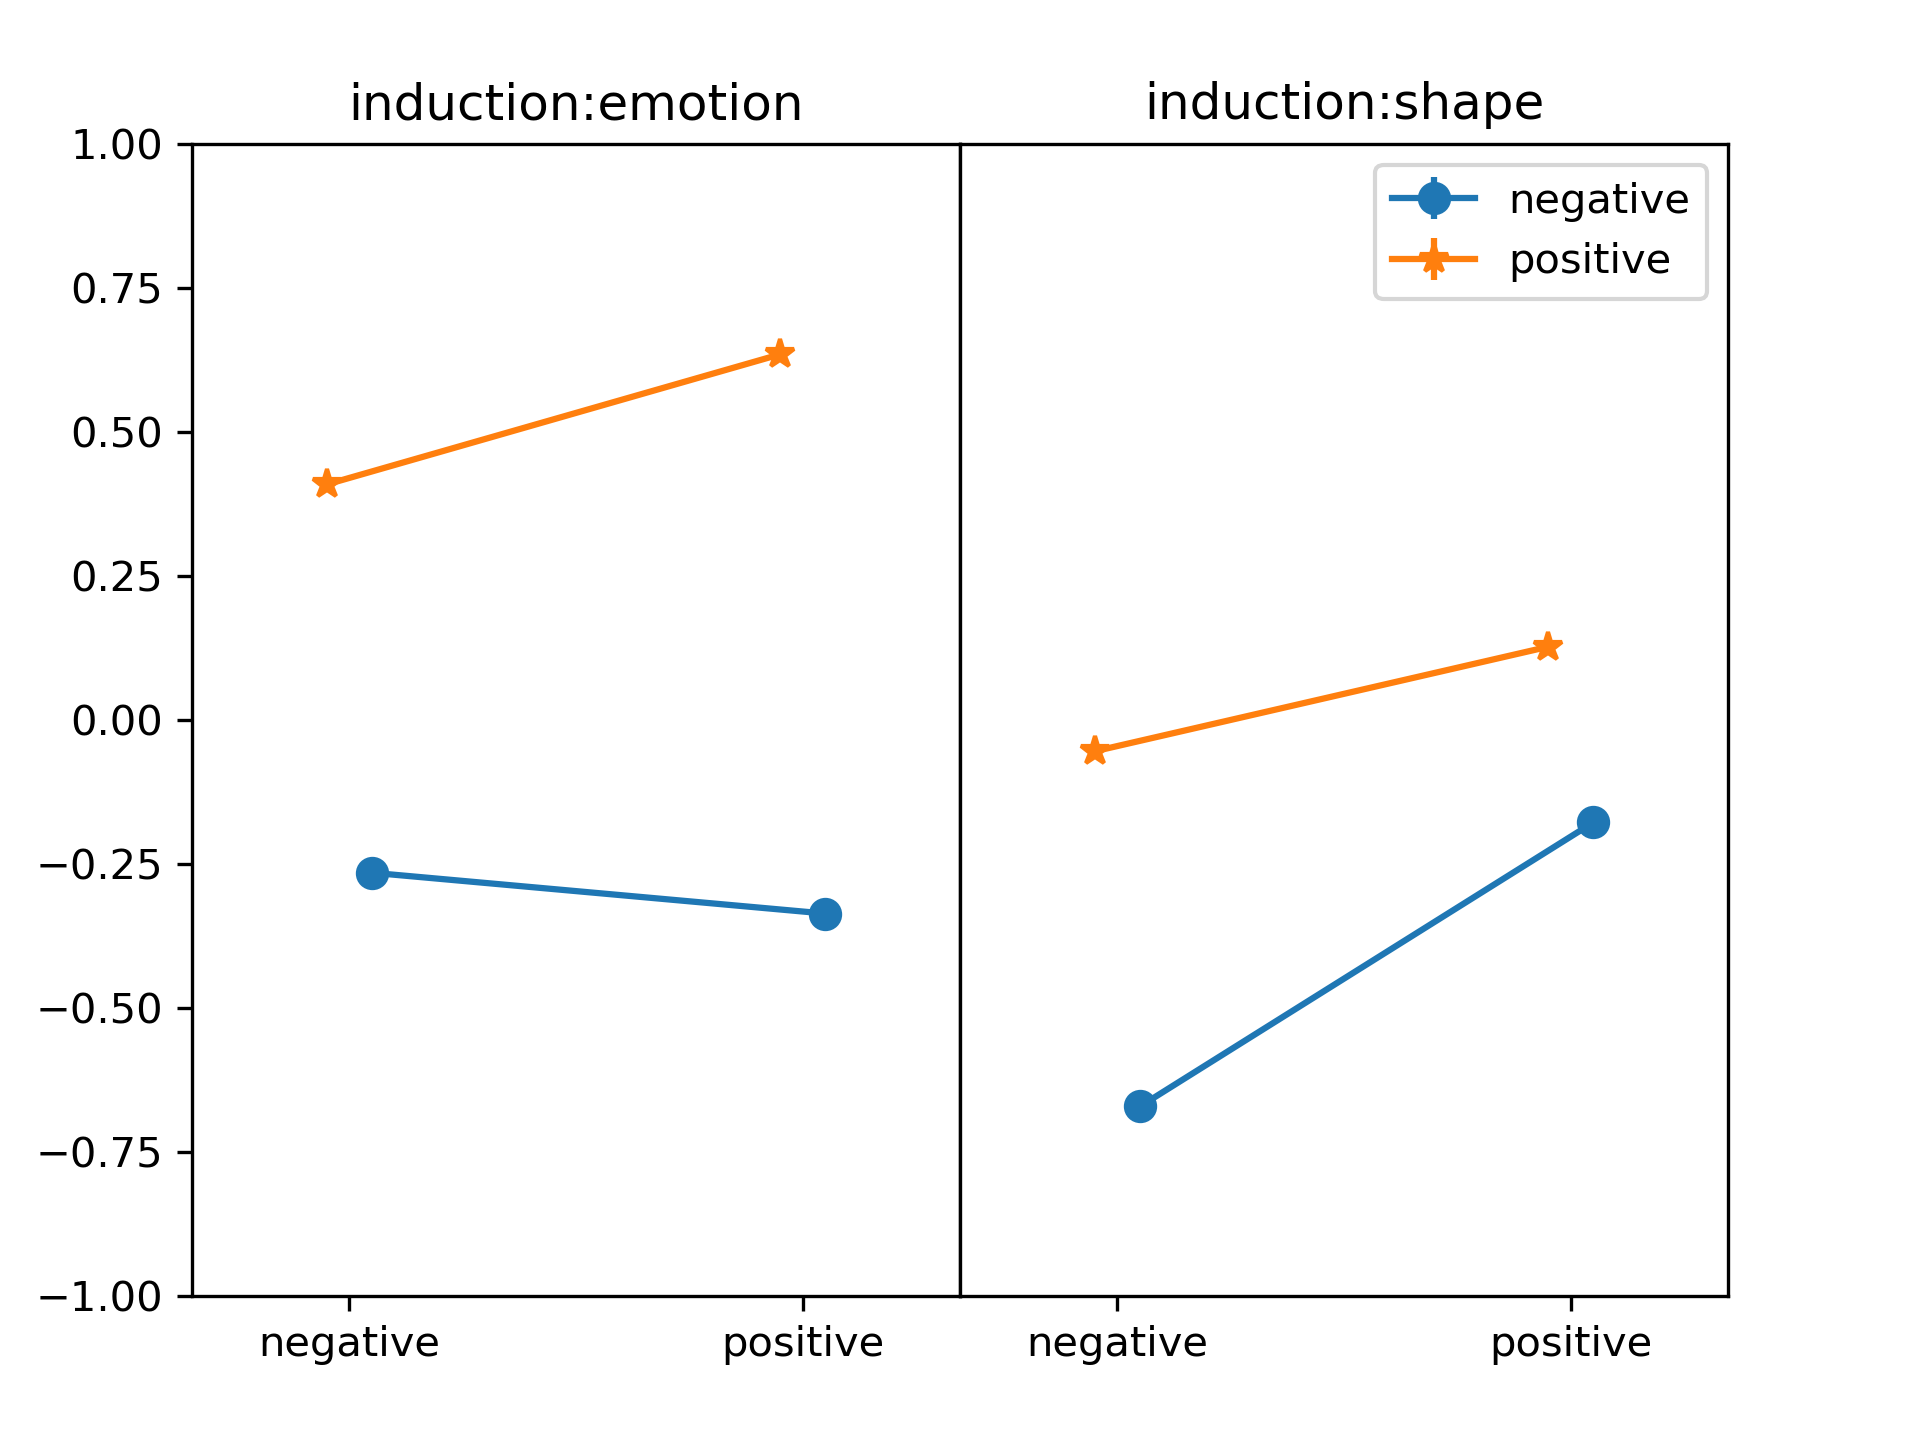 induction:emotion
induction:shape
1.00
0.75
0.50
0.25
0.00
−0.25
−0.50
−0.75
−1.00
negative
positive
negative
positive
negative
positive